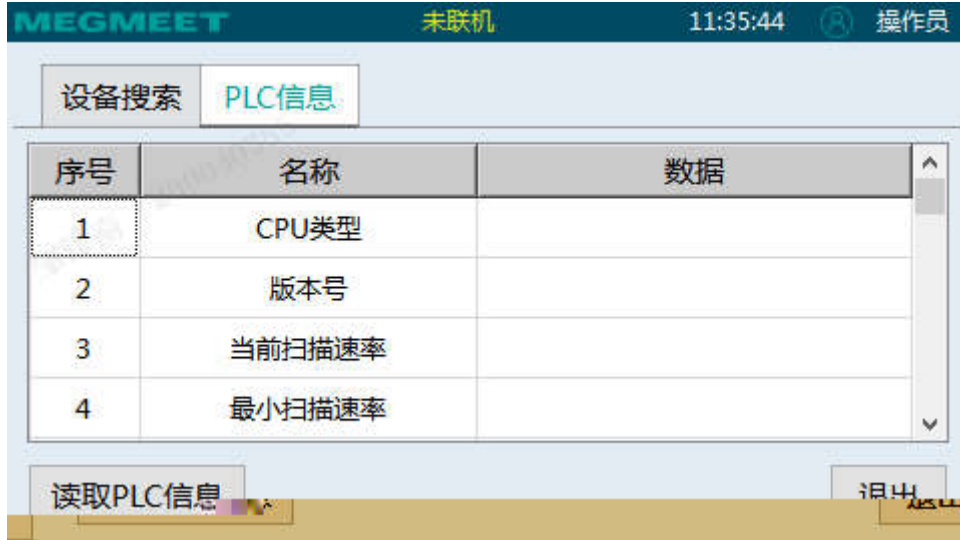 MEGMEET 未联机 11:35:44 操作员
设备搜索 PLC信息
序号 名称 数据
1 CPU类型
2 版本号
3 当前扫描速率
4 最小扫描速率
读取PLC信息 退出